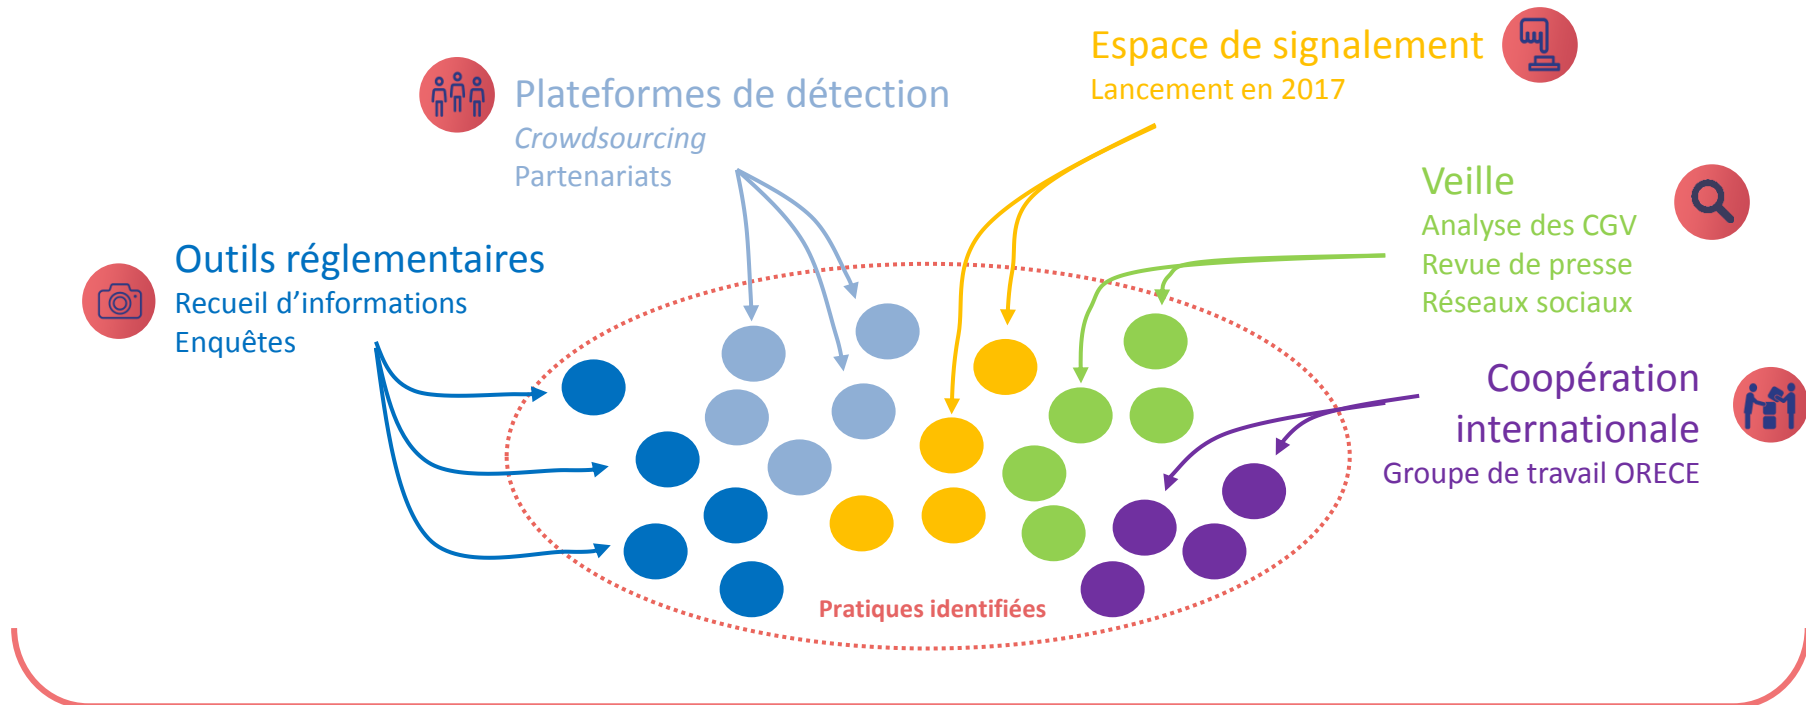 Espace de signalement
Lancement en 2017
Plateformes de détection
Crowdsourcing
Partenariats
Veille
Analyse des CGV
Revue de presse
Réseaux sociaux
Outils réglementaires
Recueil d’informations
Enquêtes
Coopération
internationale
Groupe de travail ORECE
Pratiques identifiées